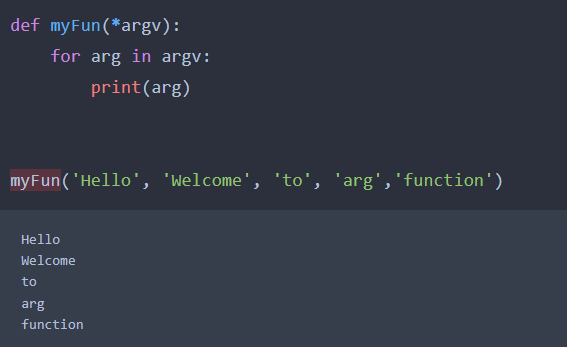 def myFun(*argv):
    for arg in argv:
        print(arg)
myFun('Hello', 'Welcome', 'to', 'arg','function')
Hello
Welcome
to
arg
function